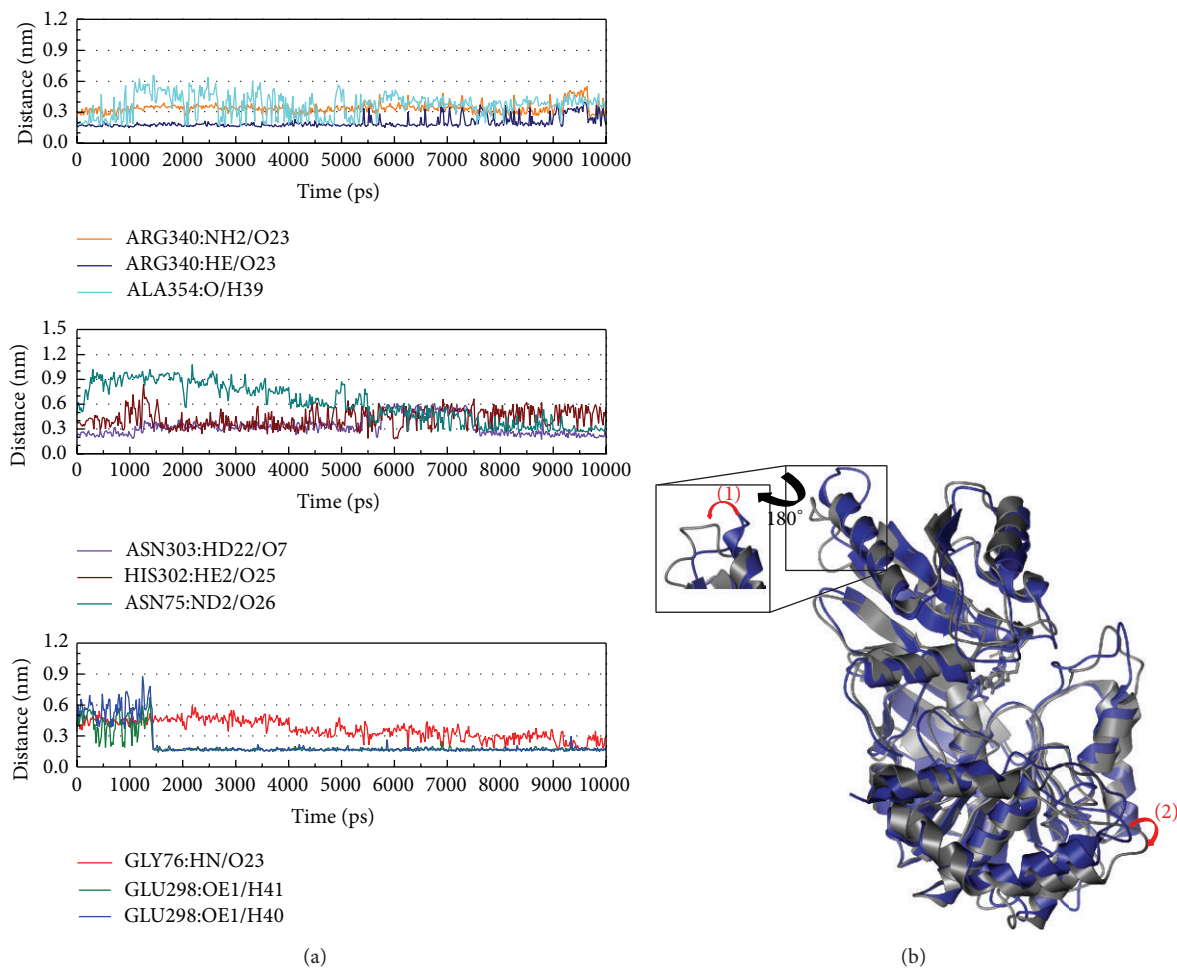 1.2
0.9
0.6
0.3
0.0
Distance (nm)
0 1000 2000 3000 4000 5000 6000 7000 8000 9000 10000
Time (ps)
ARG340:NH2/O23
ARG340:HE/O23
ALA354:O/H39
1.5
1.2
0.9
0.6
0.3
0.0
Distance (nm)
0 1000 2000 3000 4000 5000 6000 7000 8000 9000 10000
Time (ps)
ASN303:HD22/O7
HIS302:HE2/O25
ASN75:ND2/O26
1.2
0.9
0.6
0.3
0.0
Distance (nm)
0 1000 2000 3000 4000 5000 6000 7000 8000 9000 10000
Time (ps)
GLY76:HN/O23
GLU298:OE1/H41
GLU298:OE1/H40
(a)
(1)
180°
(2)
(b)